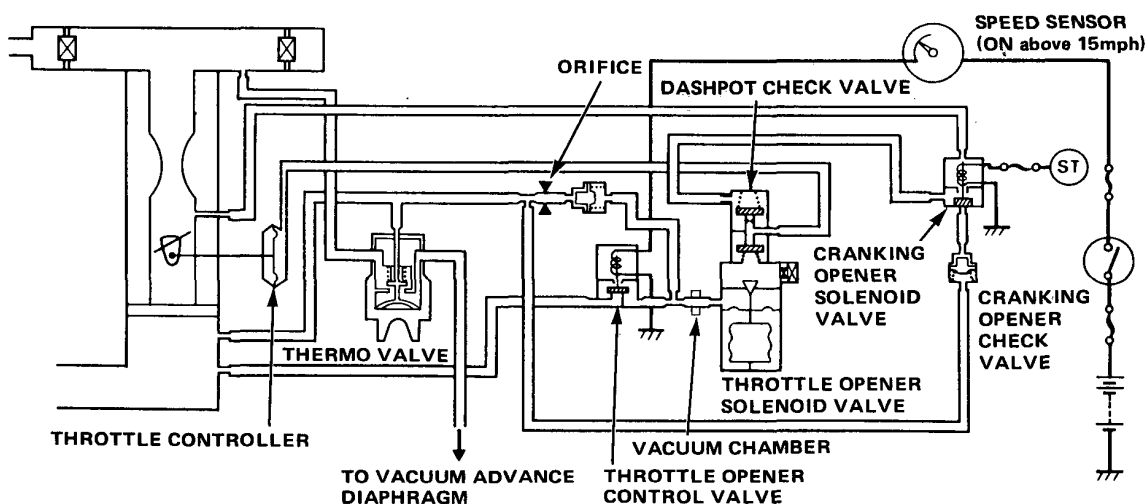 SPEED SENSOR
(ON above 15mph)
ORIFICE
DASHPOT CHECK VALVE
ST
CRANKING
OPENER
SOLENOID
VALVE
CRANKING
OPENER
CHECK
VALVE
THERMO VALVE
THROTTLE OPENER
SOLENOID VALVE
THROTTLE CONTROLLER
VACUUM CHAMBER
TO VACUUM ADVANCE
DIAPHRAGM
THROTTLE OPENER
CONTROL VALVE